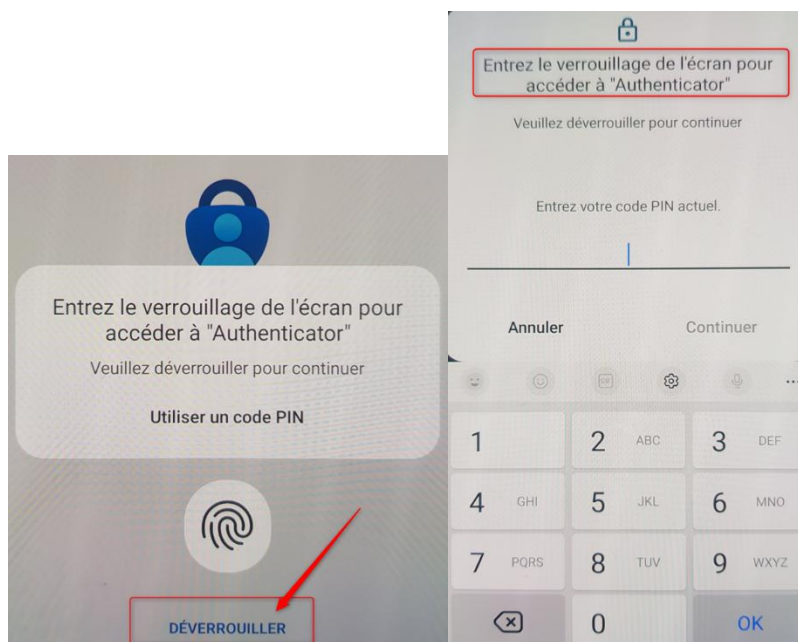 Entrez le verrouillage de l'écran pour
accéder à "Authenticator"
Veuillez déverrouiller pour continuer
Utiliser un code PIN
DÉVERROUILLER
Entrez le verrouillage de l'écran pour
accéder à "Authenticator"
Veuillez déverrouiller pour continuer
Entrez votre code PIN actuel.
Annuler Continuer
GIF
1 2 ABC 3 DEF
4 GHI 5 JKL 6 MNO
7 PQRS 8 TUV 9 WXYZ
0 OK